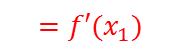 = f′(x₁)